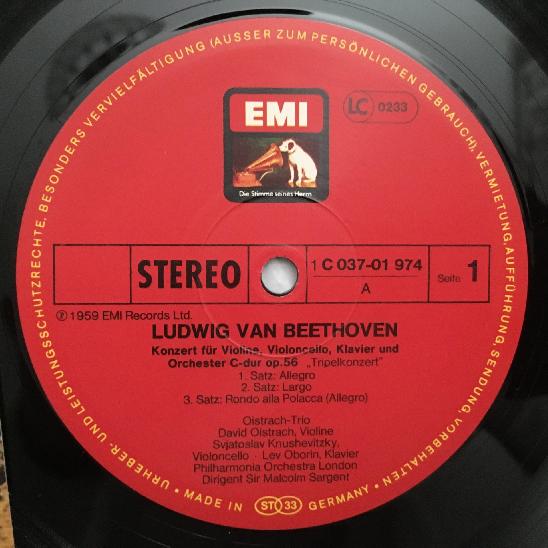 URHEBER- UND LEISTUNGSSCHUTZRECHTE, BESONDERS VERVIELFÄLTIGUNG (AUSSER ZUM PERSÖNLICHEN GEBRAUCH), VERMIETUNG, AUFFÜHRUNG, SENDUNG, VORBEHALTEN
EMI
LC 0233
Die Stimme seines Herrn
STEREO
1 C 037-01 974
A
Seite 1
℗ 1959 EMI Records Ltd.
LUDWIG VAN BEETHOVEN
Konzert für Violine, Violoncello, Klavier und
Orchester C-dur op.56 „Tripelkonzert"
1. Satz: Allegro
2. Satz: Largo
3. Satz: Rondo alla Polacca (Allegro)
Oistrach-Trio
David Oistrach, Violine
Svjatoslav Knushevitzky,
Violoncello · Lev Oborin, Klavier
Philharmonia Orchestra London
Dirigent Sir Malcolm Sargent
• MADE IN ST 33 GERMANY •